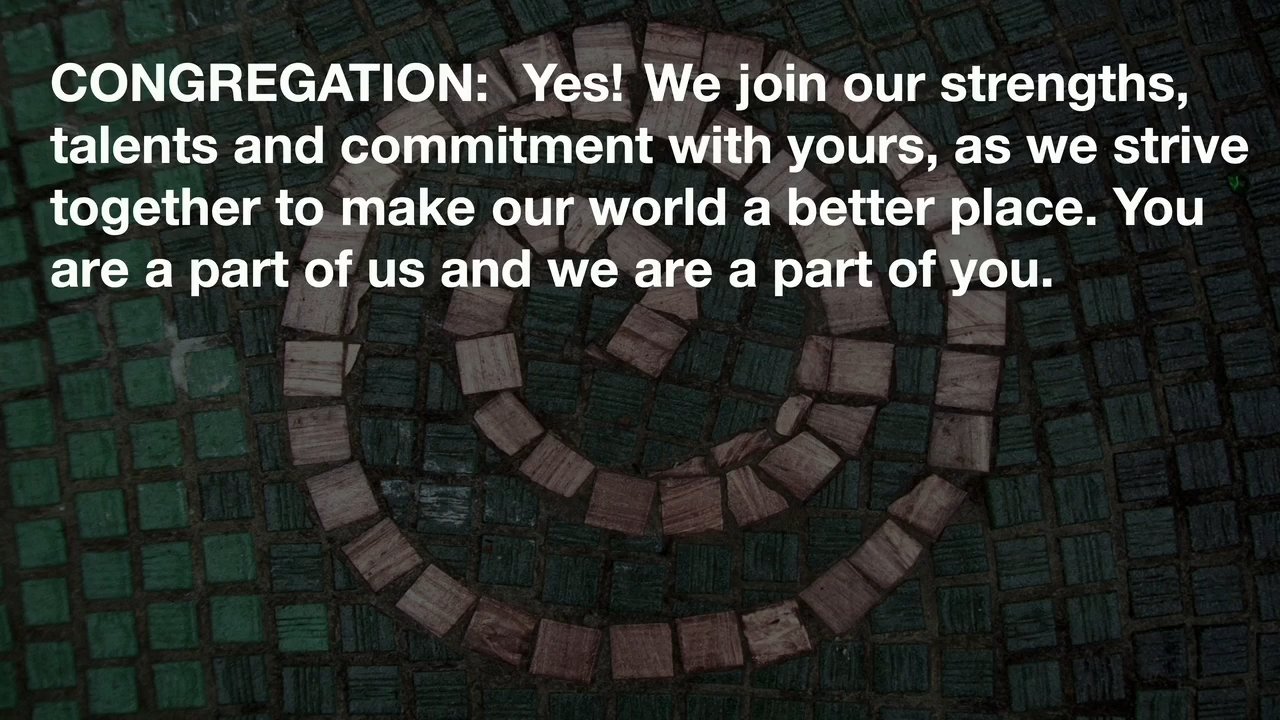 CONGREGATION:  Yes! We join our strengths,
talents and commitment with yours, as we strive
together to make our world a better place. You
are a part of us and we are a part of you.